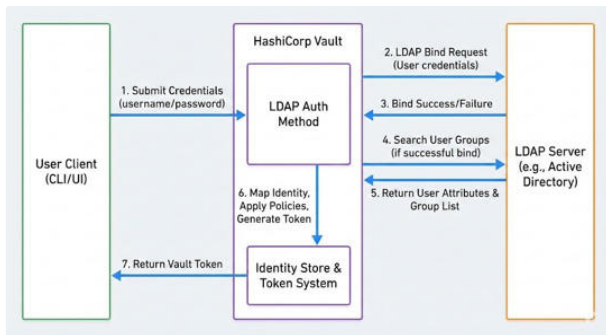 HashiCorp Vault
2. LDAP Bind Request
(User credentials)
1. Submit Credentials
(username/password)
LDAP Auth
Method
3. Bind Success/Failure
User Client
(CLI/UI)
4. Search User Groups
(if successful bind)
LDAP Server
(e.g., Active
Directory)
5. Return User Attributes &
Group List
6. Map Identity,
Apply Policies,
Generate Token
7. Return Vault Token
Identity Store &
Token System